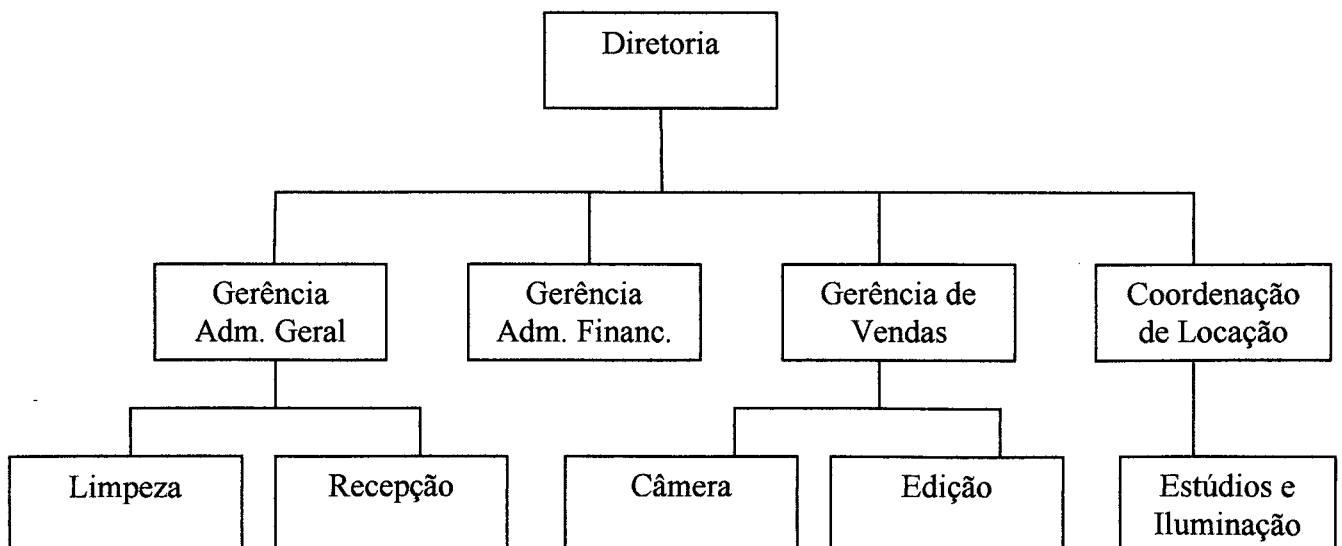 Diretoria
Gerência
Adm. Geral
Gerência
Adm. Financ.
Gerência de
Vendas
Coordenação
de Locação
Limpeza
Recepção
Câmera
Edição
Estúdios e
Iluminação